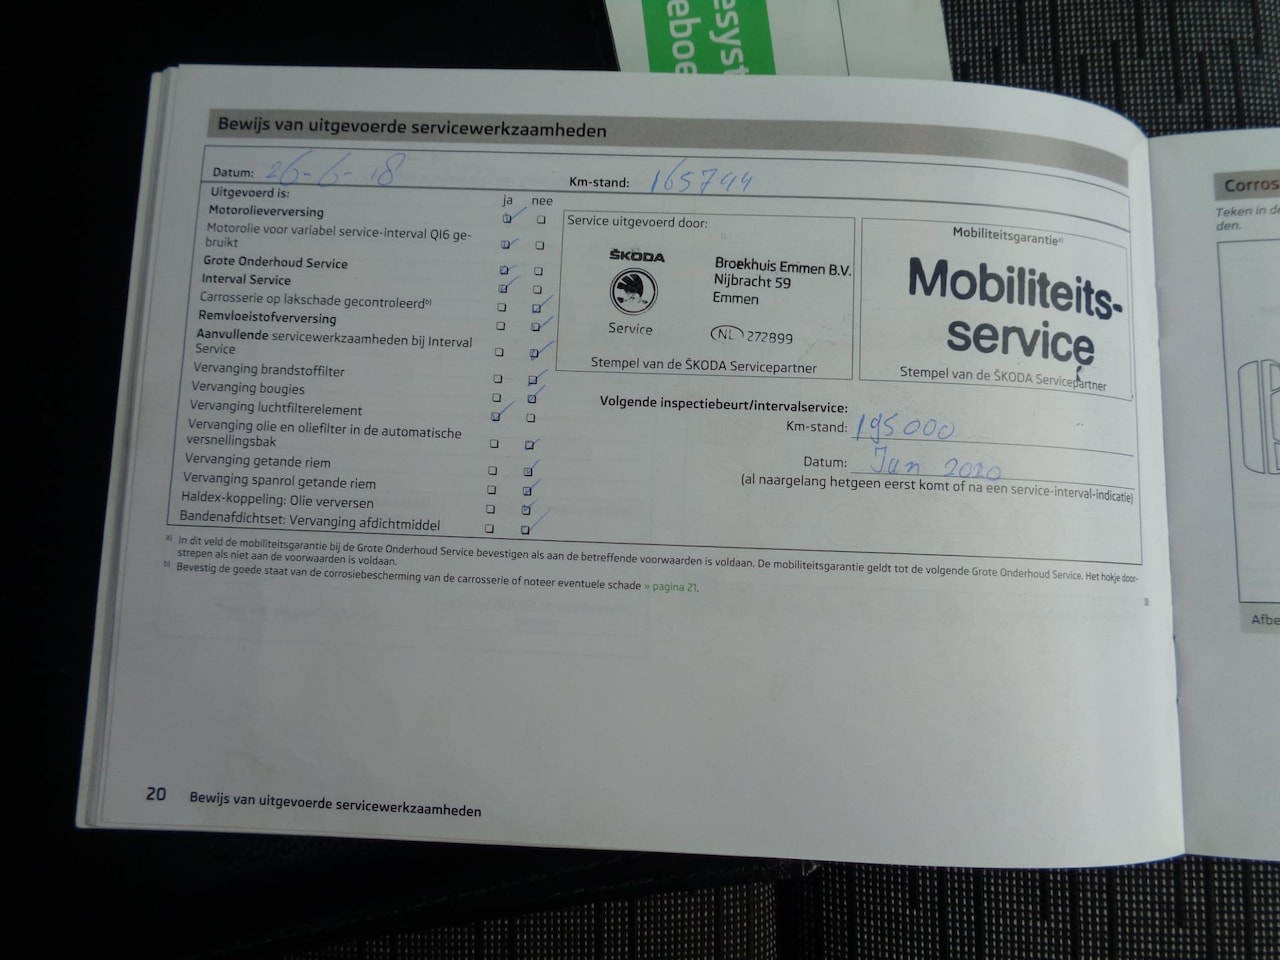 esyst
eboe
Bewijs van uitgevoerde servicewerkzaamheden
Datum: 26-6-18
Km-stand: 165744
Uitgevoerd is:
ja nee
Motorolieverversing
Motorolie voor variabel service-interval QI6 ge-
bruikt
Grote Onderhoud Service
Interval Service
Carrosserie op lakschade gecontroleerd b)
Remvloeistofverversing
Aanvullende servicewerkzaamheden bij Interval
Service
Vervanging brandstoffilter
Vervanging bougies
Vervanging luchtfilterelement
Vervanging olie en oliefilter in de automatische
versnellingsbak
Vervanging getande riem
Vervanging spanrol getande riem
Haldex-koppeling: Olie verversen
Bandenafdichtset: Vervanging afdichtmiddel
Service uitgevoerd door:
ŠKODA
Service
Broekhuis Emmen B.V.
Nijbracht 59
Emmen
NL 272899
Stempel van de ŠKODA Servicepartner
Mobiliteitsgarantie a)
Mobiliteits-
service
Stempel van de ŠKODA Servicepartner
Volgende inspectiebeurt/intervalservice:
Km-stand: 195000
Datum: Jun 2020
(al naargelang hetgeen eerst komt of na een service-interval-indicatie)
a) In dit veld de mobiliteitsgarantie bij de Grote Onderhoud Service bevestigen als aan de betreffende voorwaarden is voldaan. De mobiliteitsgarantie geldt tot de volgende Grote Onderhoud Service. Het hokje door-
strepen als niet aan de voorwaarden is voldaan.
b) Bevestig de goede staat van de corrosiebescherming van de carrosserie of noteer eventuele schade » pagina 21.
20 Bewijs van uitgevoerde servicewerkzaamheden
Corros
Teken in de
den.
Afbe